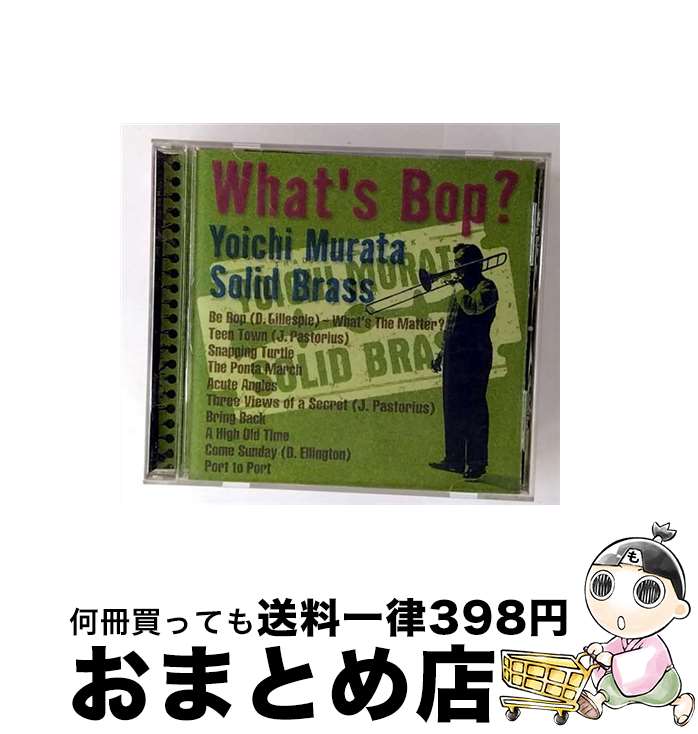 What's Bop?
Yoichi Murata
Solid Brass
YOICHI MURATA
SOLID BRASS
Be Bop (D. Gillespie) – What's The Matter?
Teen Town (J. Pastorius)
Snapping Turtle
The Ponta March
Acute Angles
Three Views of a Secret (J. Pastorius)
Bring Back
A High Old Time
Come Sunday (D. Ellington)
Port to Port
も
何冊買っても送料一律398円
おまとめ店